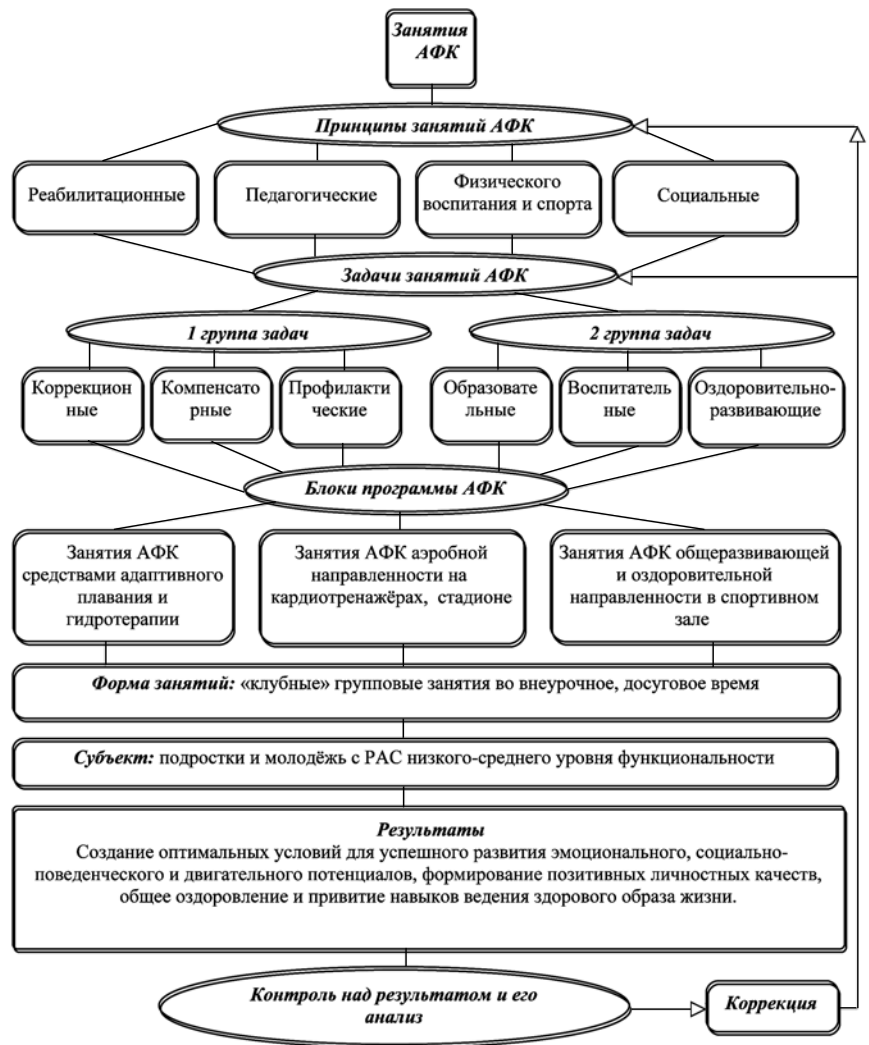 Занятия
АФК
Принципы занятий АФК
Реабилитационные
Педагогические
Физического
воспитания и спорта
Социальные
Задачи занятий АФК
1 группа задач
2 группа задач
Коррекцион
ные
Компенсато
рные
Профилакти
ческие
Образовате
льные
Воспитатель
ные
Оздоровительно-
развивающие
Блоки программы АФК
Занятия АФК
средствами адаптивного
плавания и
гидротерапии
Занятия АФК аэробной
направленности на
кардиотренажёрах, стадионе
Занятия АФК общеразвивающей
и оздоровительной
направленности в спортивном
зале
Форма занятий: «клубные» групповые занятия во внеурочное, досуговое время
Субъект: подростки и молодёжь с РАС низкого-среднего уровня функциональности
Результаты
Создание оптимальных условий для успешного развития эмоционального, социально-
поведенческого и двигательного потенциалов, формирование позитивных личностных качеств,
общее оздоровление и привитие навыков ведения здорового образа жизни.
Контроль над результатом и его
анализ
Коррекция